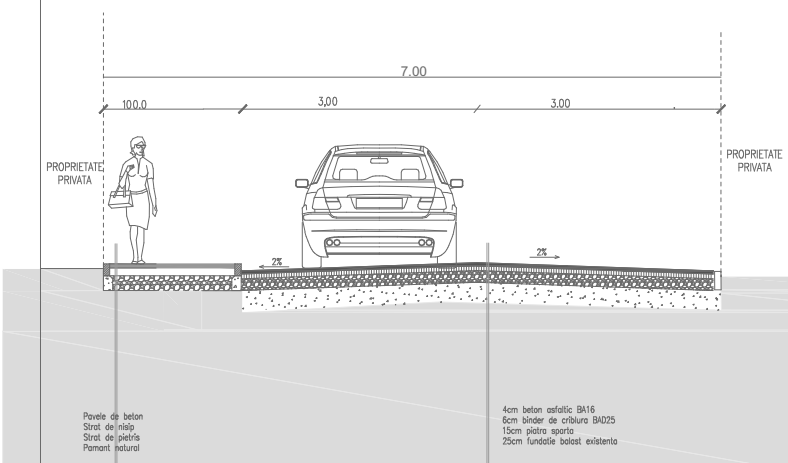 7.00
100.0 3,00 3.00
PROPRIETATE
PRIVATA
PROPRIETATE
PRIVATA
2% 2%
Pavele de beton
Strat de nisip
Strat de pietris
Pamant natural
4cm beton asfaltic BA16
6cm binder de criblura BAD25
15cm piatra sparta
25cm fundatie balast existenta